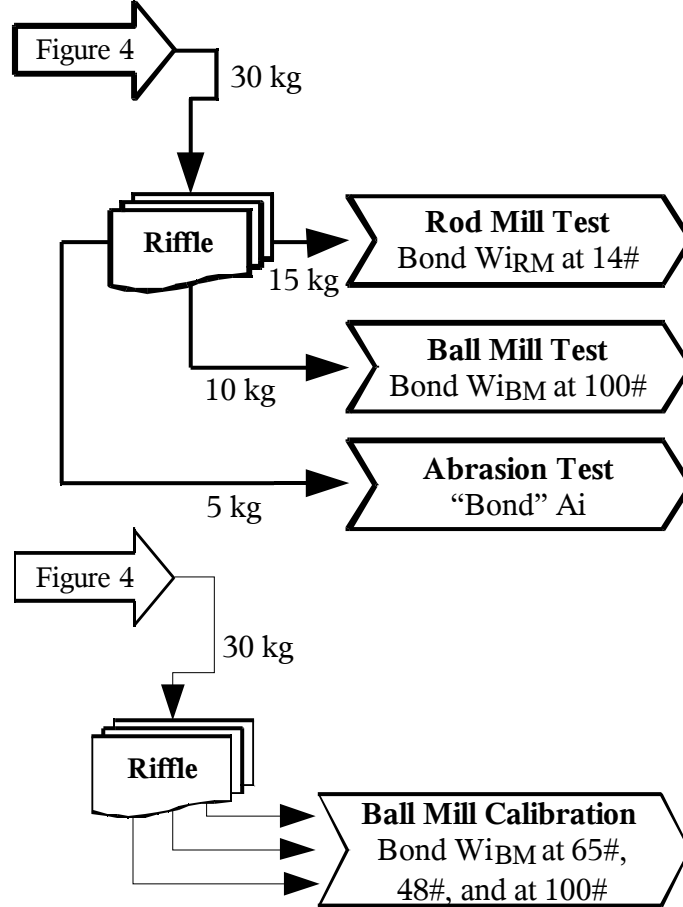 Figure 4
30 kg
Riffle
Rod Mill Test
Bond WiRM at 14#
15 kg
Ball Mill Test
Bond WiBM at 100#
10 kg
Abrasion Test
“Bond” Ai
5 kg
Figure 4
30 kg
Riffle
Ball Mill Calibration
Bond WiBM at 65#,
48#, and at 100#